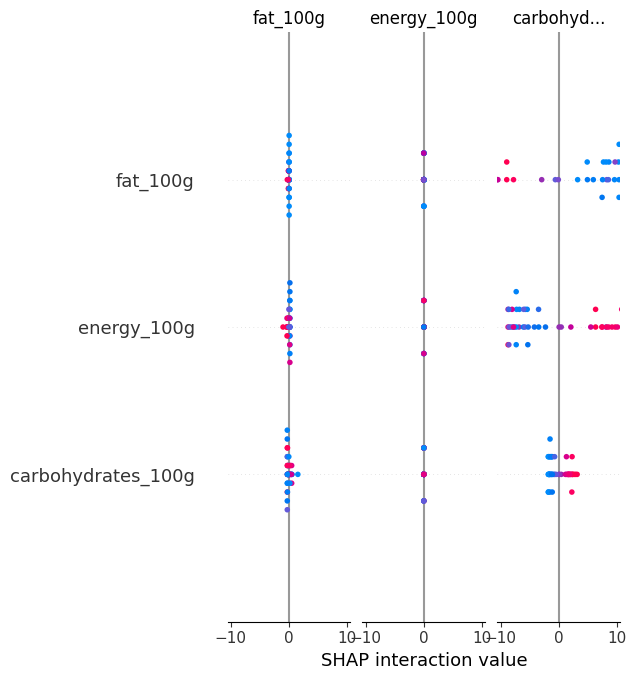 fat_100g energy_100g carbohyd...
fat_100g
energy_100g
carbohydrates_100g
−10 0 10 −10 0 10 −10 0 10
SHAP interaction value